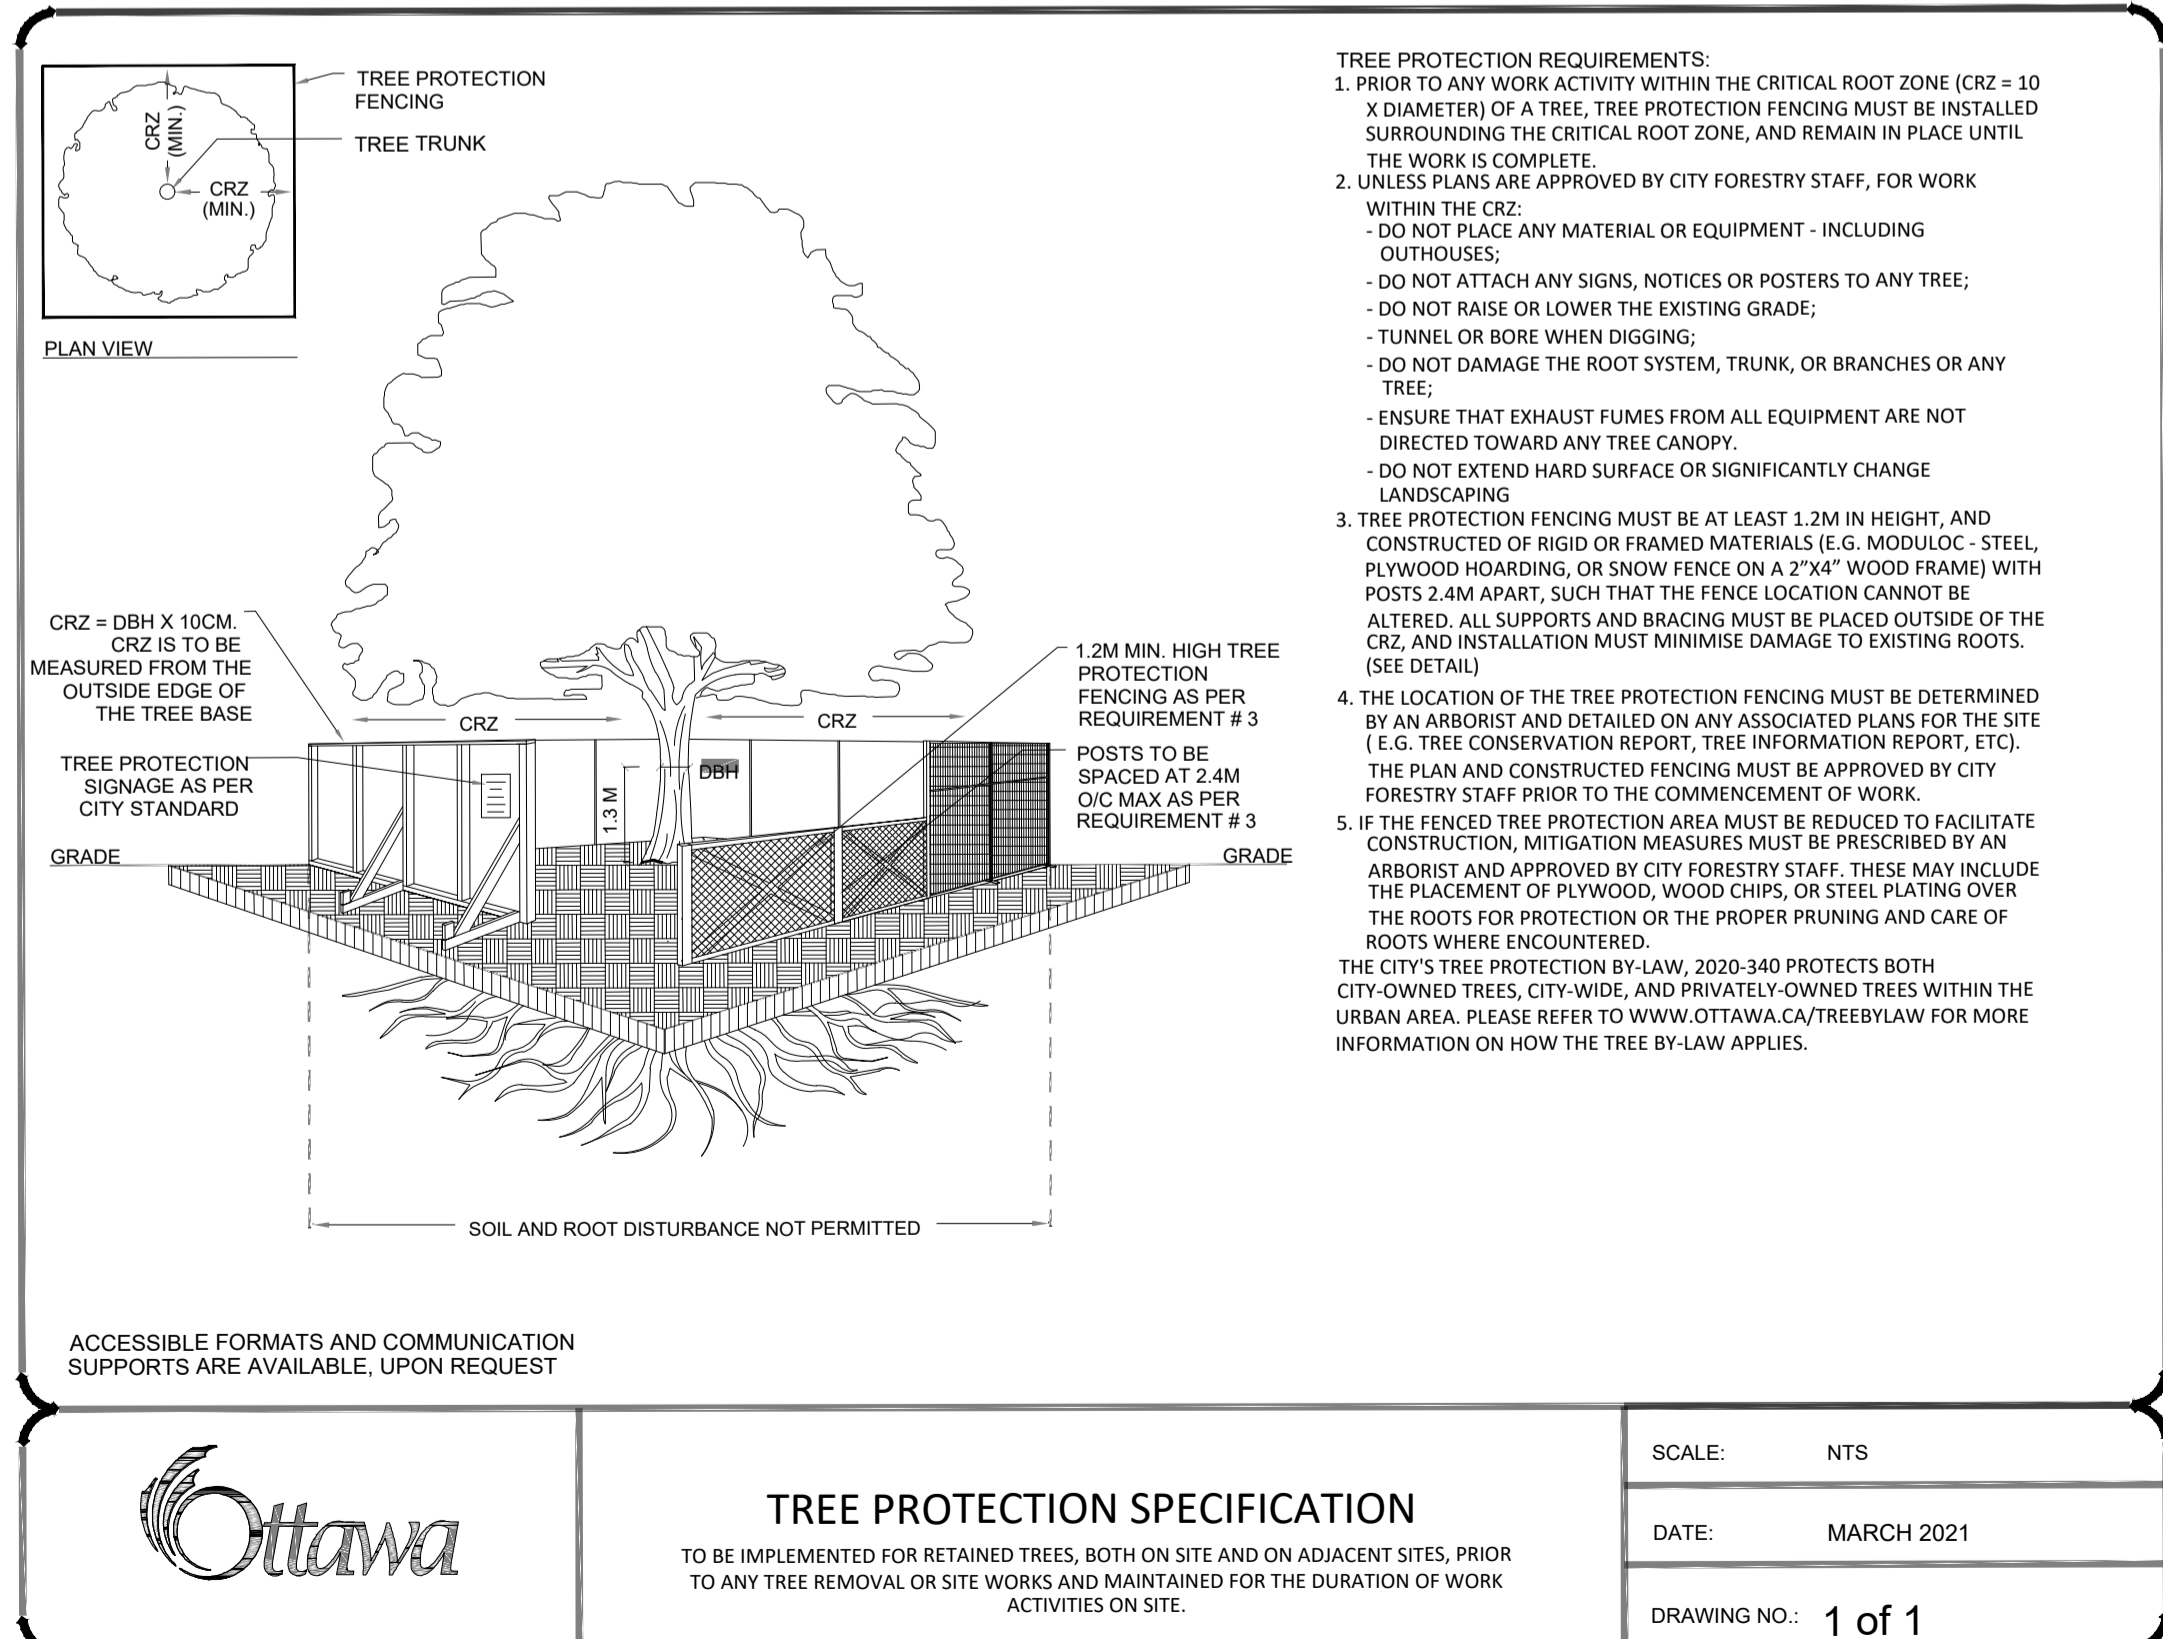 TREE PROTECTION
FENCING
TREE TRUNK
CRZ
(MIN.)
CRZ
(MIN.)
PLAN VIEW
CRZ = DBH X 10CM.
CRZ IS TO BE
MEASURED FROM THE
OUTSIDE EDGE OF
THE TREE BASE
TREE PROTECTION
SIGNAGE AS PER
CITY STANDARD
GRADE
CRZ
CRZ
DBH
1.3 M
1.2M MIN. HIGH TREE
PROTECTION
FENCING AS PER
REQUIREMENT # 3
POSTS TO BE
SPACED AT 2.4M
O/C MAX AS PER
REQUIREMENT # 3
GRADE
SOIL AND ROOT DISTURBANCE NOT PERMITTED
ACCESSIBLE FORMATS AND COMMUNICATION
SUPPORTS ARE AVAILABLE, UPON REQUEST
TREE PROTECTION REQUIREMENTS:
1. PRIOR TO ANY WORK ACTIVITY WITHIN THE CRITICAL ROOT ZONE (CRZ = 10
X DIAMETER) OF A TREE, TREE PROTECTION FENCING MUST BE INSTALLED
SURROUNDING THE CRITICAL ROOT ZONE, AND REMAIN IN PLACE UNTIL
THE WORK IS COMPLETE.
2. UNLESS PLANS ARE APPROVED BY CITY FORESTRY STAFF, FOR WORK
WITHIN THE CRZ:
- DO NOT PLACE ANY MATERIAL OR EQUIPMENT - INCLUDING
OUTHOUSES;
- DO NOT ATTACH ANY SIGNS, NOTICES OR POSTERS TO ANY TREE;
- DO NOT RAISE OR LOWER THE EXISTING GRADE;
- TUNNEL OR BORE WHEN DIGGING;
- DO NOT DAMAGE THE ROOT SYSTEM, TRUNK, OR BRANCHES OR ANY
TREE;
- ENSURE THAT EXHAUST FUMES FROM ALL EQUIPMENT ARE NOT
DIRECTED TOWARD ANY TREE CANOPY.
- DO NOT EXTEND HARD SURFACE OR SIGNIFICANTLY CHANGE
LANDSCAPING
3. TREE PROTECTION FENCING MUST BE AT LEAST 1.2M IN HEIGHT, AND
CONSTRUCTED OF RIGID OR FRAMED MATERIALS (E.G. MODULOC - STEEL,
PLYWOOD HOARDING, OR SNOW FENCE ON A 2”X4” WOOD FRAME) WITH
POSTS 2.4M APART, SUCH THAT THE FENCE LOCATION CANNOT BE
ALTERED. ALL SUPPORTS AND BRACING MUST BE PLACED OUTSIDE OF THE
CRZ, AND INSTALLATION MUST MINIMISE DAMAGE TO EXISTING ROOTS.
(SEE DETAIL)
4. THE LOCATION OF THE TREE PROTECTION FENCING MUST BE DETERMINED
BY AN ARBORIST AND DETAILED ON ANY ASSOCIATED PLANS FOR THE SITE
( E.G. TREE CONSERVATION REPORT, TREE INFORMATION REPORT, ETC).
THE PLAN AND CONSTRUCTED FENCING MUST BE APPROVED BY CITY
FORESTRY STAFF PRIOR TO THE COMMENCEMENT OF WORK.
5. IF THE FENCED TREE PROTECTION AREA MUST BE REDUCED TO FACILITATE
CONSTRUCTION, MITIGATION MEASURES MUST BE PRESCRIBED BY AN
ARBORIST AND APPROVED BY CITY FORESTRY STAFF. THESE MAY INCLUDE
THE PLACEMENT OF PLYWOOD, WOOD CHIPS, OR STEEL PLATING OVER
THE ROOTS FOR PROTECTION OR THE PROPER PRUNING AND CARE OF
ROOTS WHERE ENCOUNTERED.
THE CITY'S TREE PROTECTION BY-LAW, 2020-340 PROTECTS BOTH
CITY-OWNED TREES, CITY-WIDE, AND PRIVATELY-OWNED TREES WITHIN THE
URBAN AREA. PLEASE REFER TO WWW.OTTAWA.CA/TREEBYLAW FOR MORE
INFORMATION ON HOW THE TREE BY-LAW APPLIES.
Ottawa
TREE PROTECTION SPECIFICATION
TO BE IMPLEMENTED FOR RETAINED TREES, BOTH ON SITE AND ON ADJACENT SITES, PRIOR
TO ANY TREE REMOVAL OR SITE WORKS AND MAINTAINED FOR THE DURATION OF WORK
ACTIVITIES ON SITE.
SCALE: NTS
DATE: MARCH 2021
DRAWING NO.: 1 of 1